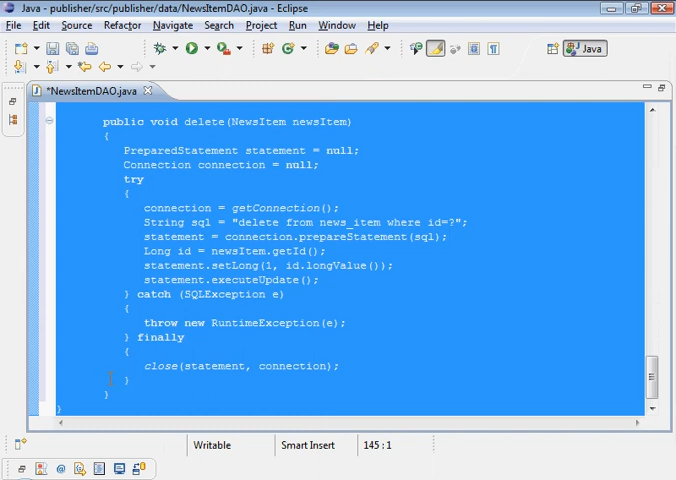 Java - publisher/src/publisher/data/NewsItemDAO.java - Eclipse
File Edit Source Refactor Navigate Search Project Run Window Help
Java
*NewsItemDAO.java
public void delete(NewsItem newsItem)
{
PreparedStatement statement = null;
Connection connection = null;
try
{
connection = getConnection();
String sql = "delete from news_item where id=?";
statement = connection.prepareStatement(sql);
Long id = newsItem.getId();
statement.setLong(1, id.longValue());
statement.executeUpdate();
} catch (SQLException e)
{
throw new RuntimeException(e);
} finally
{
close(statement, connection);
}
}
}
Writable Smart Insert 145 : 1